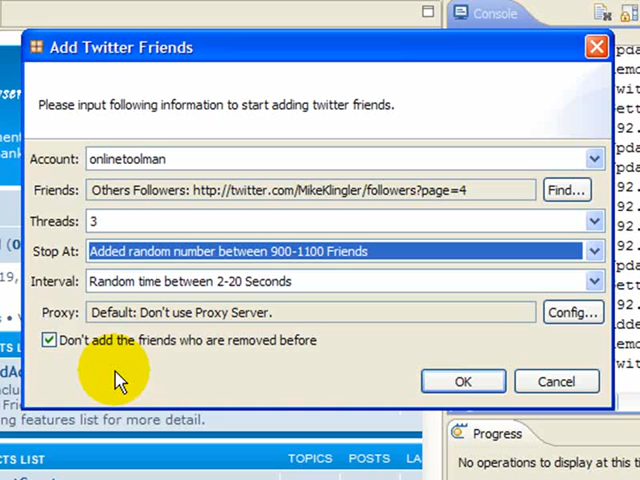 Console
Add Twitter Friends
Please input following information to start adding twitter friends.
Account: onlinetoolman
Friends: Others Followers: http://twitter.com/MikeKlingler/followers?page=4 Find...
Threads: 3
Stop At: Added random number between 900-1100 Friends
Interval: Random time between 2-20 Seconds
Proxy: Default: Don't use Proxy Server. Config...
Don't add the friends who are removed before
OK Cancel
ing features list for more detail.
CTS LIST TOPICS POSTS LA
Progress
No operations to display at this ti